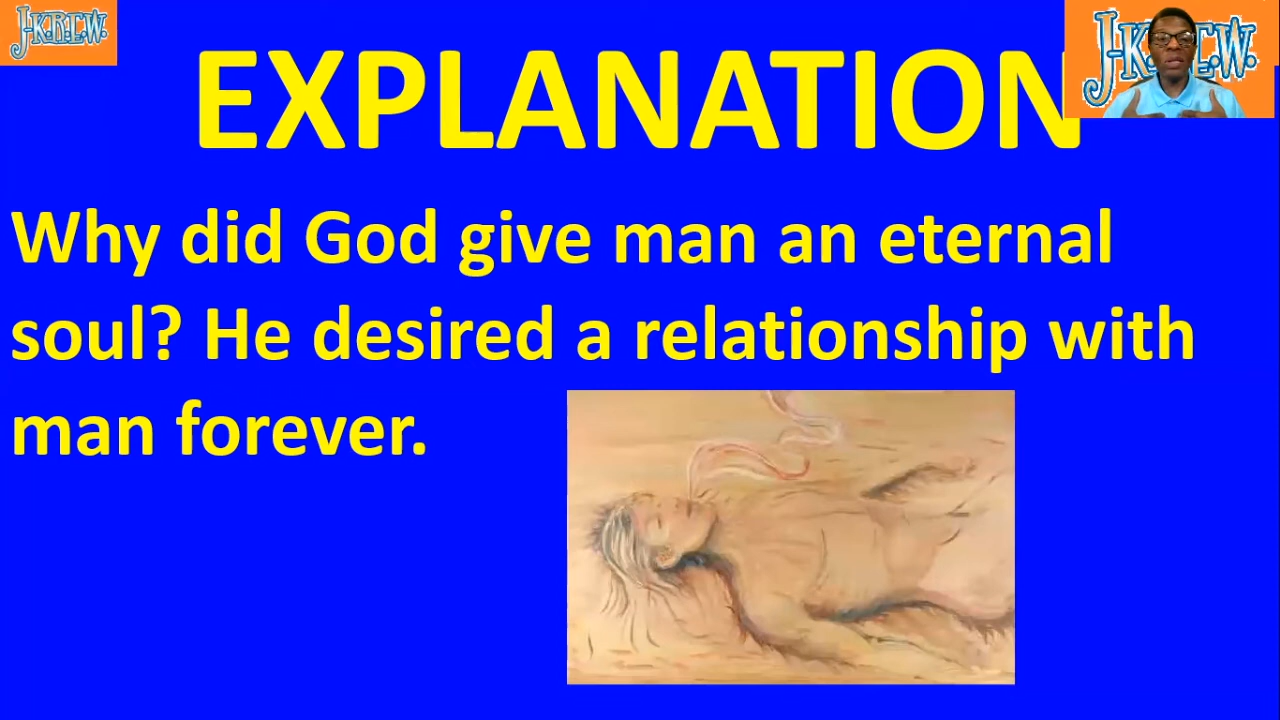 J-K.R.E.W.
EXPLANATION
Why did God give man an eternal
soul? He desired a relationship with
man forever.